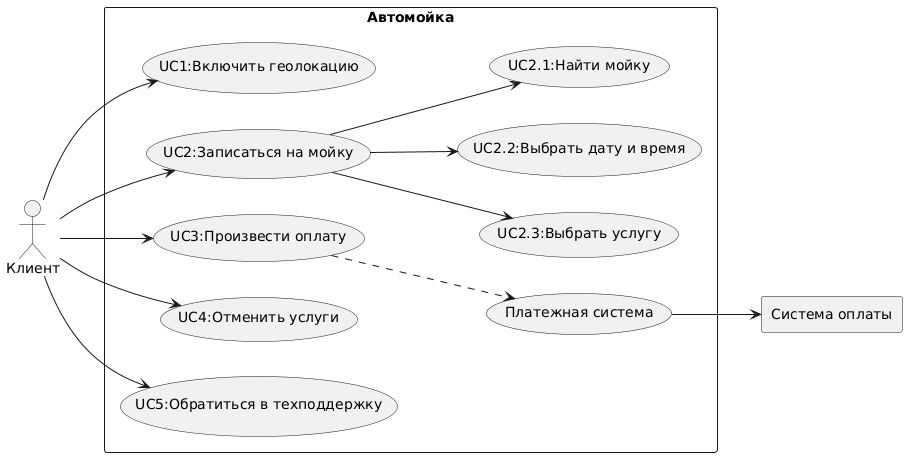 Автомойка
UC1:Включить геолокацию
UC2.1:Найти мойку
UC2:Записаться на мойку
UC2.2:Выбрать дату и время
UC3:Произвести оплату
UC2.3:Выбрать услугу
Клиент
UC4:Отменить услуги
Платежная система
Система оплаты
UC5:Обратиться в техподдержку